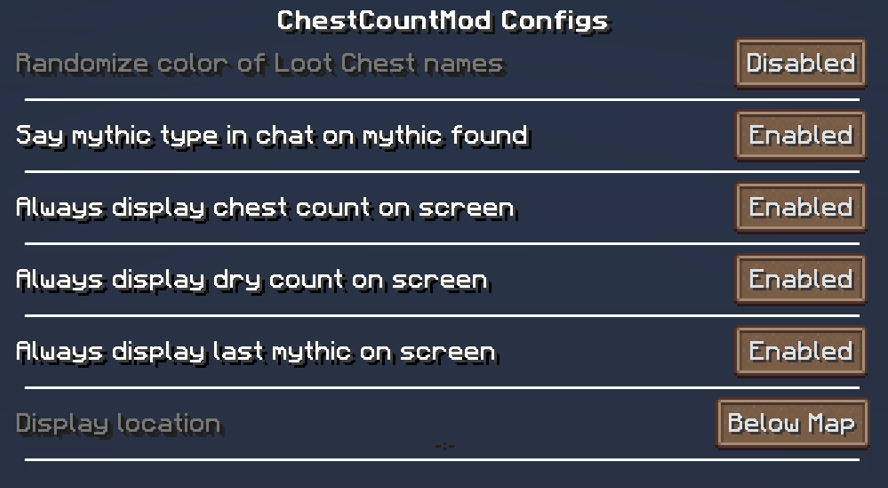 ChestCountMod Configs
Randomize color of Loot Chest names Disabled
Say mythic type in chat on mythic found Enabled
Always display chest count on screen Enabled
Always display dry count on screen Enabled
Always display last mythic on screen Enabled
Display location Below Map